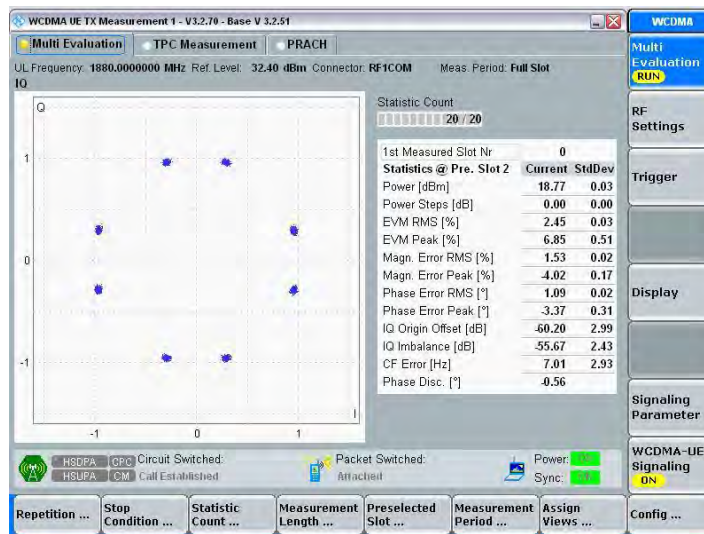 WCDMA UE TX Measurement 1 - V3.2.70 - Base V 3.2.51
WCDMA
Multi Evaluation
TPC Measurement
PRACH
Multi Evaluation
RUN
UL Frequency: 1880.0000000 MHz Ref. Level: 32.40 dBm Connector: RF1COM Meas. Period: Full Slot
IQ
Q
1
0
-1
-1 0 1
I
Statistic Count
20 / 20
1st Measured Slot Nr 0
Statistics @ Pre. Slot 2 Current StdDev
Power [dBm] 18.77 0.03
Power Steps [dB] 0.00 0.00
EVM RMS [%] 2.45 0.03
EVM Peak [%] 6.85 0.51
Magn. Error RMS [%] 1.53 0.02
Magn. Error Peak [%] -4.02 0.17
Phase Error RMS [°] 1.09 0.02
Phase Error Peak [°] -3.37 0.31
IQ Origin Offset [dB] -60.20 2.99
IQ Imbalance [dB] -55.67 2.43
CF Error [Hz] 7.01 2.93
Phase Disc. [°] -0.56
RF
Settings
Trigger
Display
Signaling
Parameter
WCDMA-UE
Signaling
ON
HSDPA CPC Circuit Switched:
HSUPA CM Call Established
Packet Switched:
Attached
Power:
Sync:
Repetition ...
Stop
Condition ...
Statistic
Count ...
Measurement
Length ...
Preselected
Slot ...
Measurement
Period ...
Assign
Views ...
Config ...